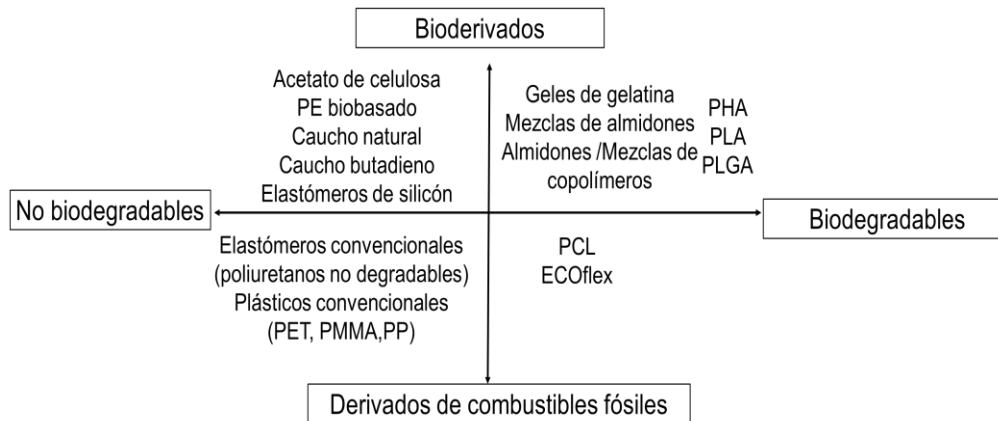 Bioderivados
Acetato de celulosa
PE biobasado
Caucho natural
Caucho butadieno
Elastómeros de silicón
Geles de gelatina
Mezclas de almidones
Almidones /Mezclas de
copolímeros
PHA
PLA
PLGA
No biodegradables
Biodegradables
Elastómeros convencionales
(poliuretanos no degradables)
Plásticos convencionales
(PET, PMMA,PP)
PCL
ECOflex
Derivados de combustibles fósiles